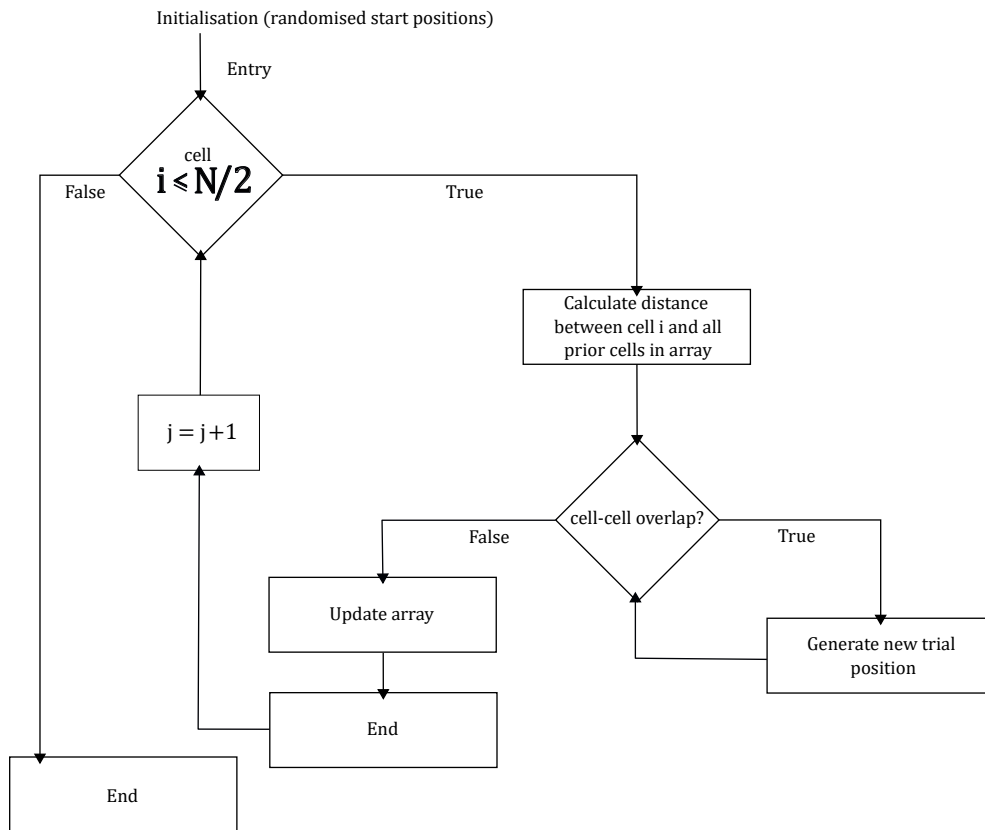 Initialisation (randomised start positions)
Entry
cell
i ⩽ N/2
False
True
Calculate distance
between cell i and all
prior cells in array
j = j+1
cell-cell overlap?
False
True
Update array
Generate new trial
position
End
End